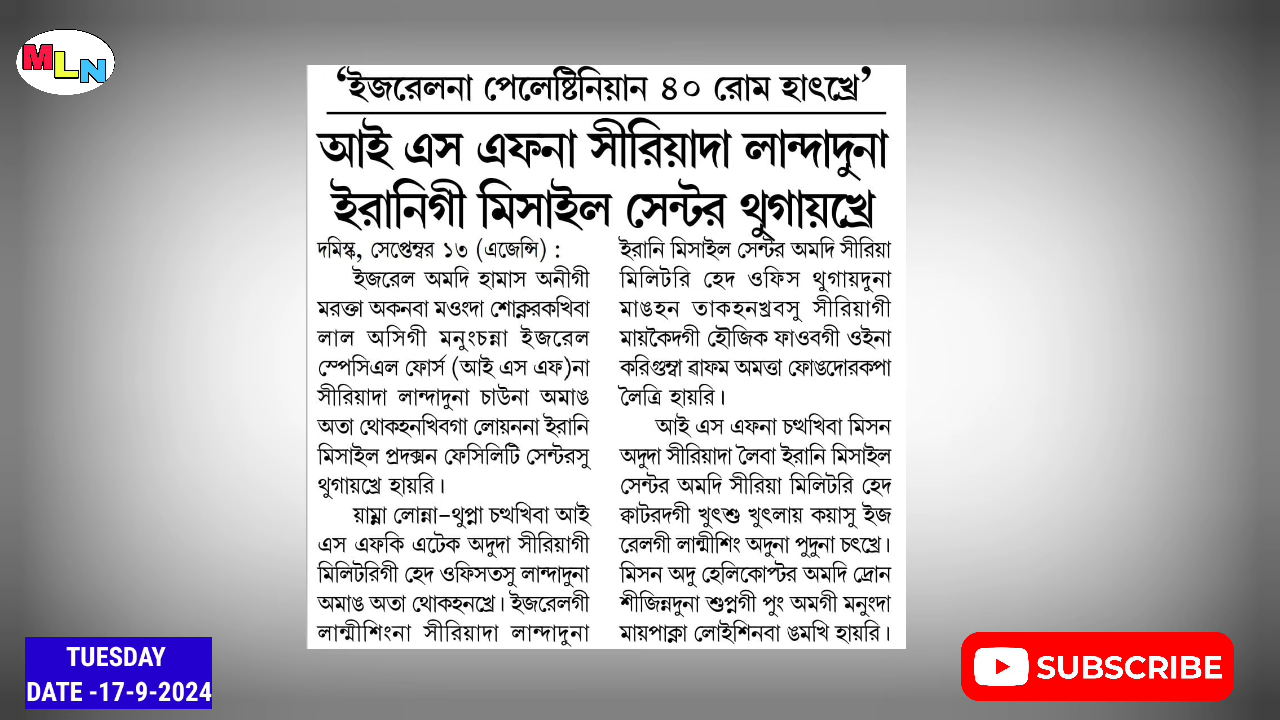 MLN
‘ইজরেলনা পেলেষ্টিনিয়ান ৪০ রোম হাৎখ্রে’
আই এস এফনা সীরিয়াদা লান্দাদুনা
ইরানিগী মিসাইল সেন্টর থুগায়খ্রে
দমিস্ক, সেপ্তেম্বর ১৩ (এজেন্সি) :
ইজরেল অমদি হামাস অনীগী
মরক্তা অকনবা মওংদা শোক্লরকখিবা
লাল অসিগী মনুংচন্না ইজরেল
স্পেসিএল ফোর্স (আই এস এফ)না
সীরিয়াদা লান্দাদুনা চাউনা অমাঙ
অতা থোকহনখিবগা লোয়ননা ইরানি
মিসাইল প্রদক্সন ফেসিলিটি সেন্টরসু
থুগায়খ্রে হায়রি।
য়াম্না লোন্না–থুপ্না চত্থখিবা আই
এস এফকি এটেক অদুদা সীরিয়াগী
মিলিটরিগী হেদ ওফিসতসু লান্দাদুনা
অমাঙ অতা থোকহনখ্রে। ইজরেলগী
লান্মীশিংনা সীরিয়াদা লান্দাদুনা
ইরানি মিসাইল সেন্টর অমদি সীরিয়া
মিলিটরি হেদ ওফিস থুগায়দুনা
মাঙহন তাকহনখ্রবসু সীরিয়াগী
মায়কৈদগী হৌজিক ফাওবগী ওইনা
করিগুম্বা ৱাফম অমত্তা ফোঙদোরকপা
লৈত্রি হায়রি।
আই এস এফনা চত্থখিবা মিসন
অদুদা সীরিয়াদা লৈবা ইরানি মিসাইল
সেন্টর অমদি সীরিয়া মিলিটরি হেদ
ক্বাটরদগী খুৎশু খুৎলায় কয়াসু ইজ
রেলগী লান্মীশিং অদুনা পুদুনা চৎখ্রে।
মিসন অদু হেলিকোপ্টর অমদি দ্রোন
শীজিন্নদুনা শুপ্নগী পুং অমগী মনুংদা
মায়পাক্না লোইশিনবা ঙমখি হায়রি।
TUESDAY
DATE -17-9-2024
SUBSCRIBE